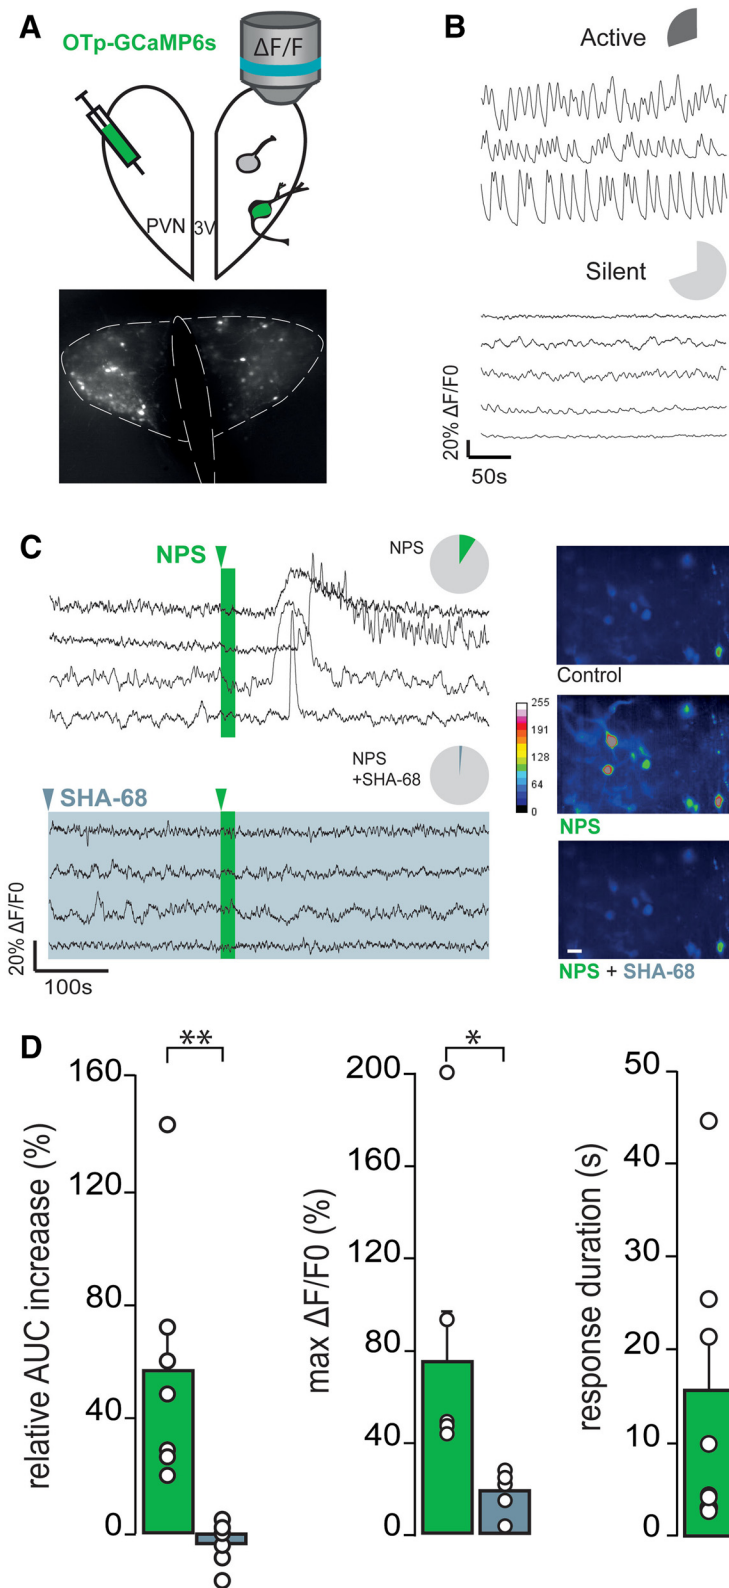 A
OTp-GCaMP6s
ΔF/F
PVN
3V
B
Active
Silent
20% ΔF/F0
50s
C
NPS
NPS
NPS
+SHA-68
SHA-68
20% ΔF/F0
100s
Control
255
191
128
64
0
NPS
NPS + SHA-68
D
**
relative AUC increaase (%)
160
120
80
40
0
*
max ΔF/F0 (%)
200
160
120
80
40
0
response duration (s)
50
40
30
20
10
0